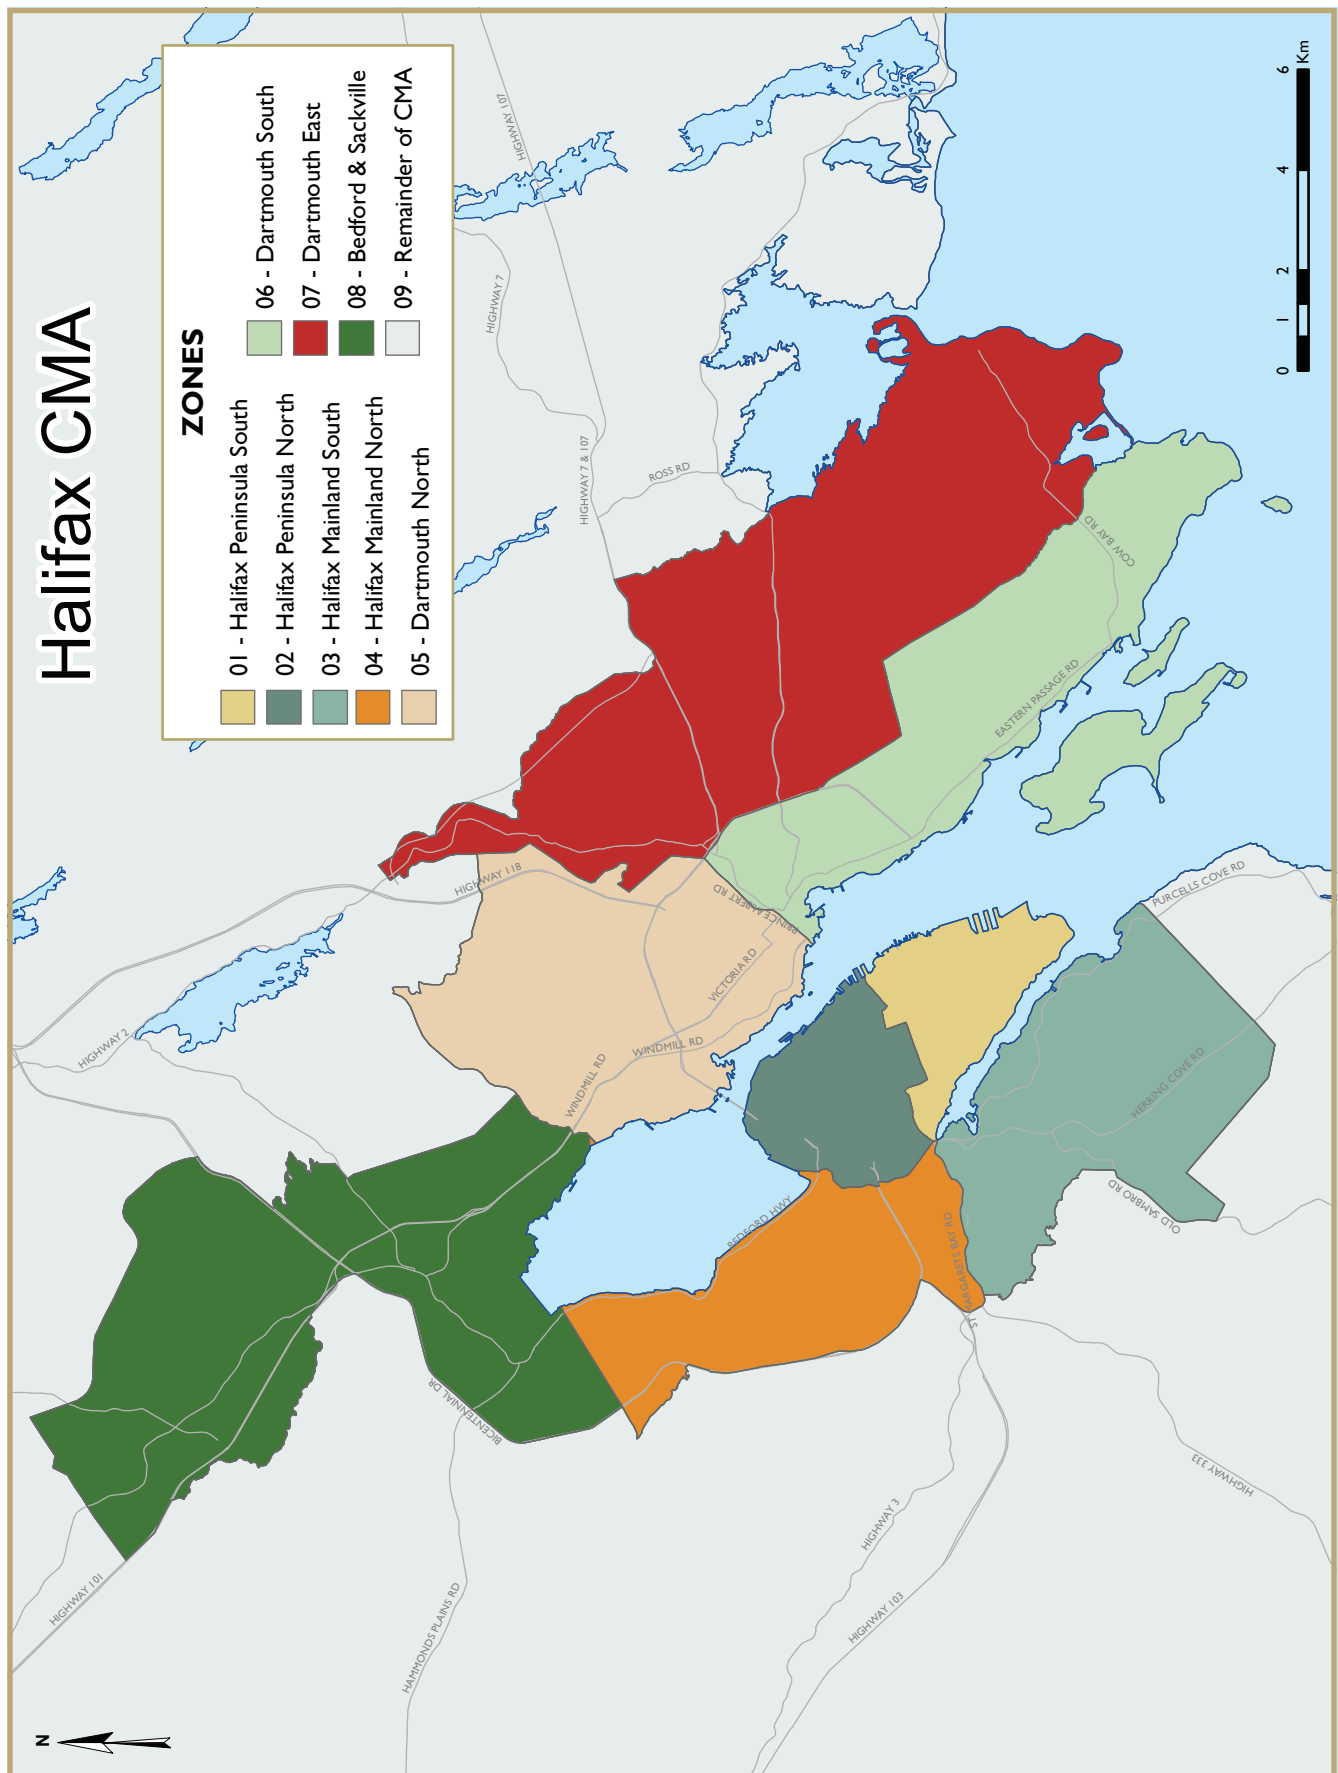 Halifax CMA
ZONES
01 - Halifax Peninsula South
02 - Halifax Peninsula North
03 - Halifax Mainland South
04 - Halifax Mainland North
05 - Dartmouth North
06 - Dartmouth South
07 - Dartmouth East
08 - Bedford & Sackville
09 - Remainder of CMA
N
HIGHWAY 101
HAMMONDS PLAINS RD
BICENTENNIAL DR
HIGHWAY 2
HIGHWAY 118
HIGHWAY 7
HIGHWAY 107
HIGHWAY 7 & 107
ROSS RD
WINDMILL RD
WINDMILL RD
VICTORIA RD
PRINCE ALBERT RD
BEDFORD HWY
EASTERN PASSAGE RD
COW BAY RD
ST MARGARETS BAY RD
HERRING COVE RD
PURCELLS COVE RD
OLD SAMBRO RD
HIGHWAY 3
HIGHWAY 103
HIGHWAY 333
0 1 2 4 6
Km